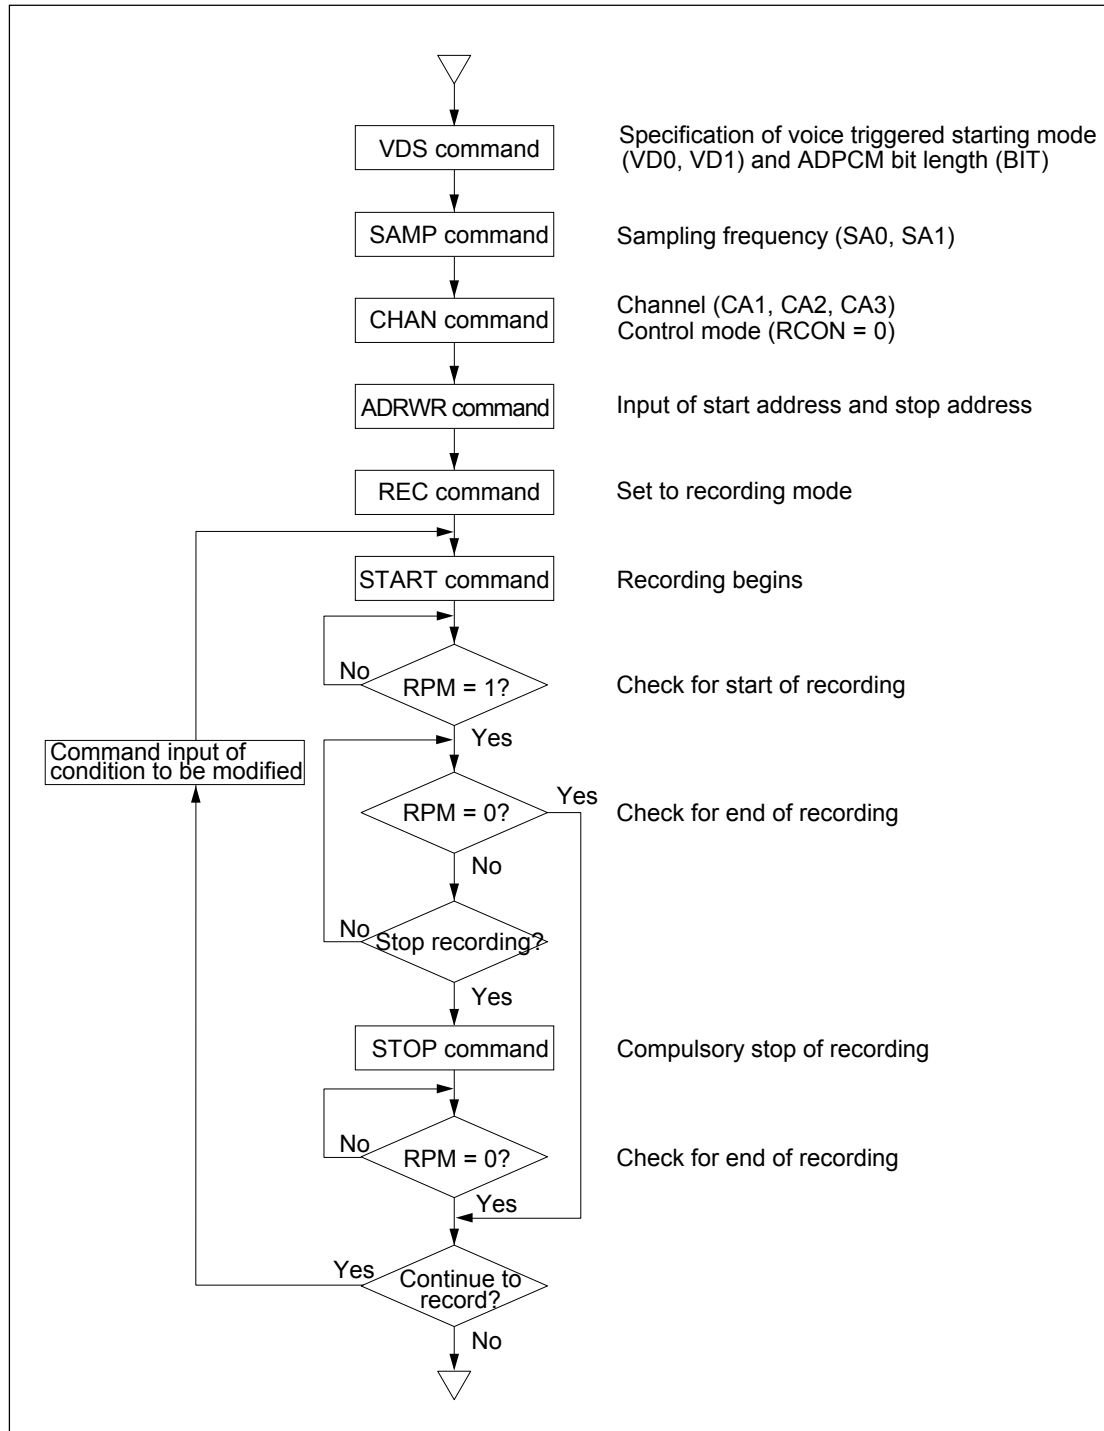 VDS command
Specification of voice triggered starting mode
(VD0, VD1) and ADPCM bit length (BIT)
SAMP command
Sampling frequency (SA0, SA1)
CHAN command
Channel (CA1, CA2, CA3)
Control mode (RCON = 0)
ADRWR command
Input of start address and stop address
REC command
Set to recording mode
START command
Recording begins
No
RPM = 1?
Check for start of recording
Yes
Command input of
condition to be modified
RPM = 0?
Yes
Check for end of recording
No
No
Stop recording?
Yes
STOP command
Compulsory stop of recording
No
RPM = 0?
Check for end of recording
Yes
Yes
Continue to
record?
No